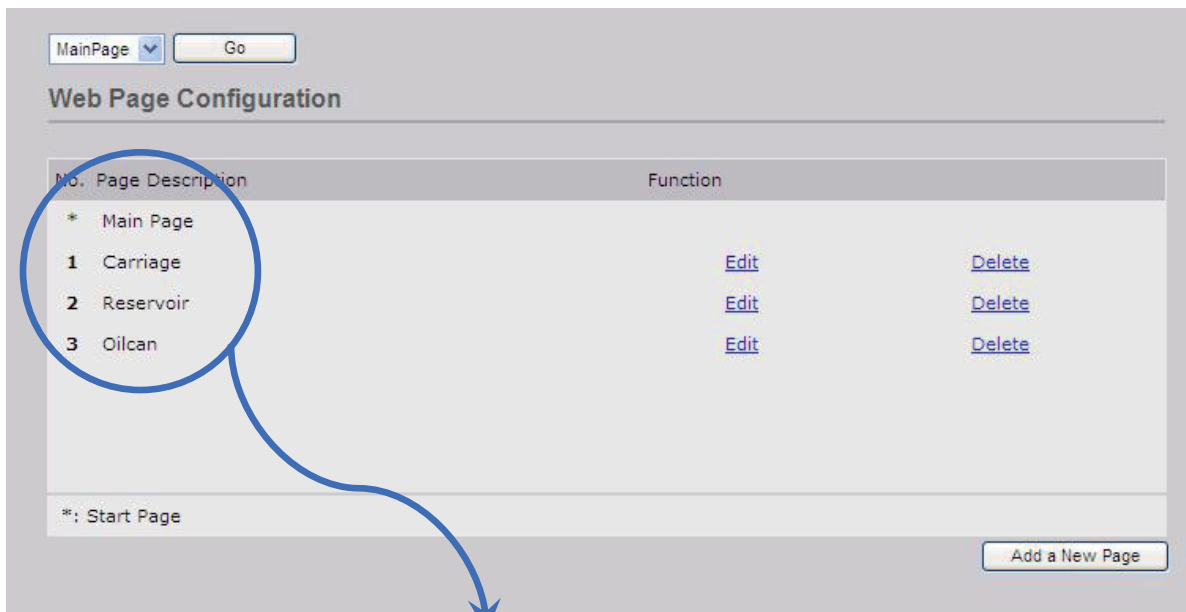 MainPage Go
Web Page Configuration
No. Page Description Function
* Main Page
1 Carriage Edit Delete
2 Reservoir Edit Delete
3 Oilcan Edit Delete
*: Start Page
Add a New Page